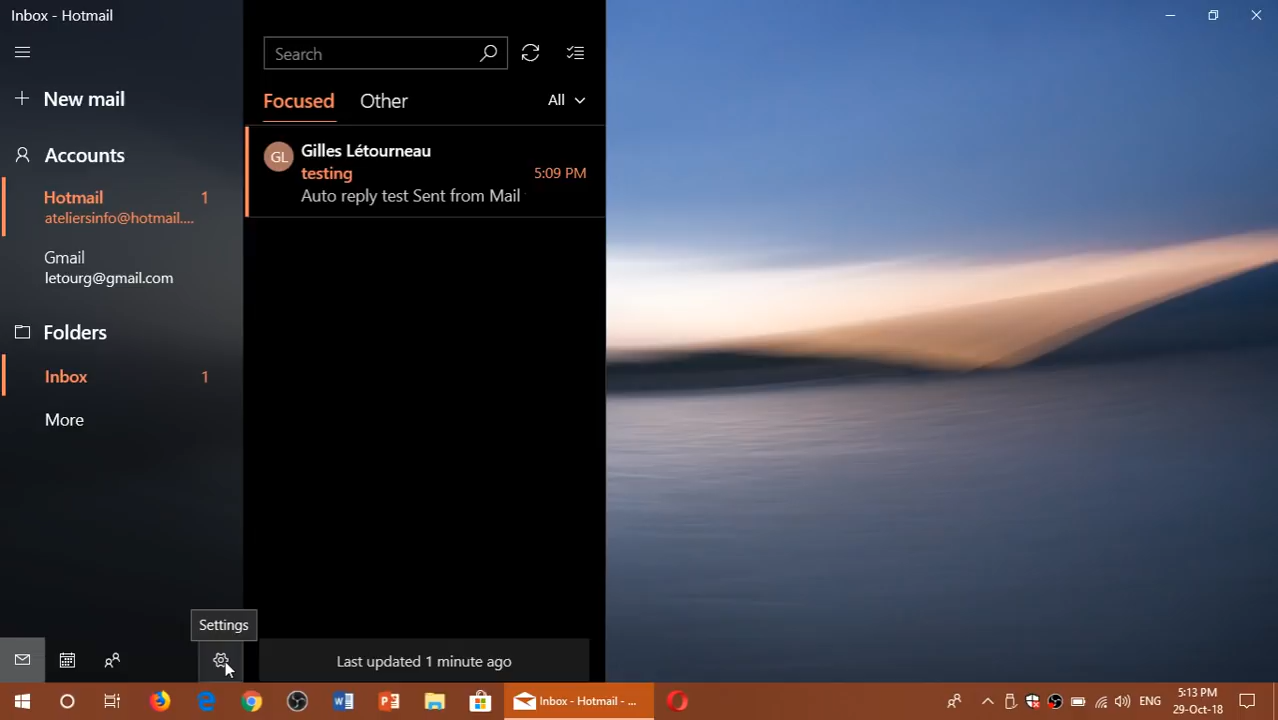 Inbox - Hotmail
Search
New mail
Focused
Other
All
Accounts
GL
Gilles Létourneau
testing
5:09 PM
Auto reply test Sent from Mail
Hotmail
1
ateliersinfo@hotmail....
Gmail
letourg@gmail.com
Folders
Inbox
1
More
Settings
Last updated 1 minute ago
Inbox - Hotmail - ...
ENG
5:13 PM
29-Oct-18